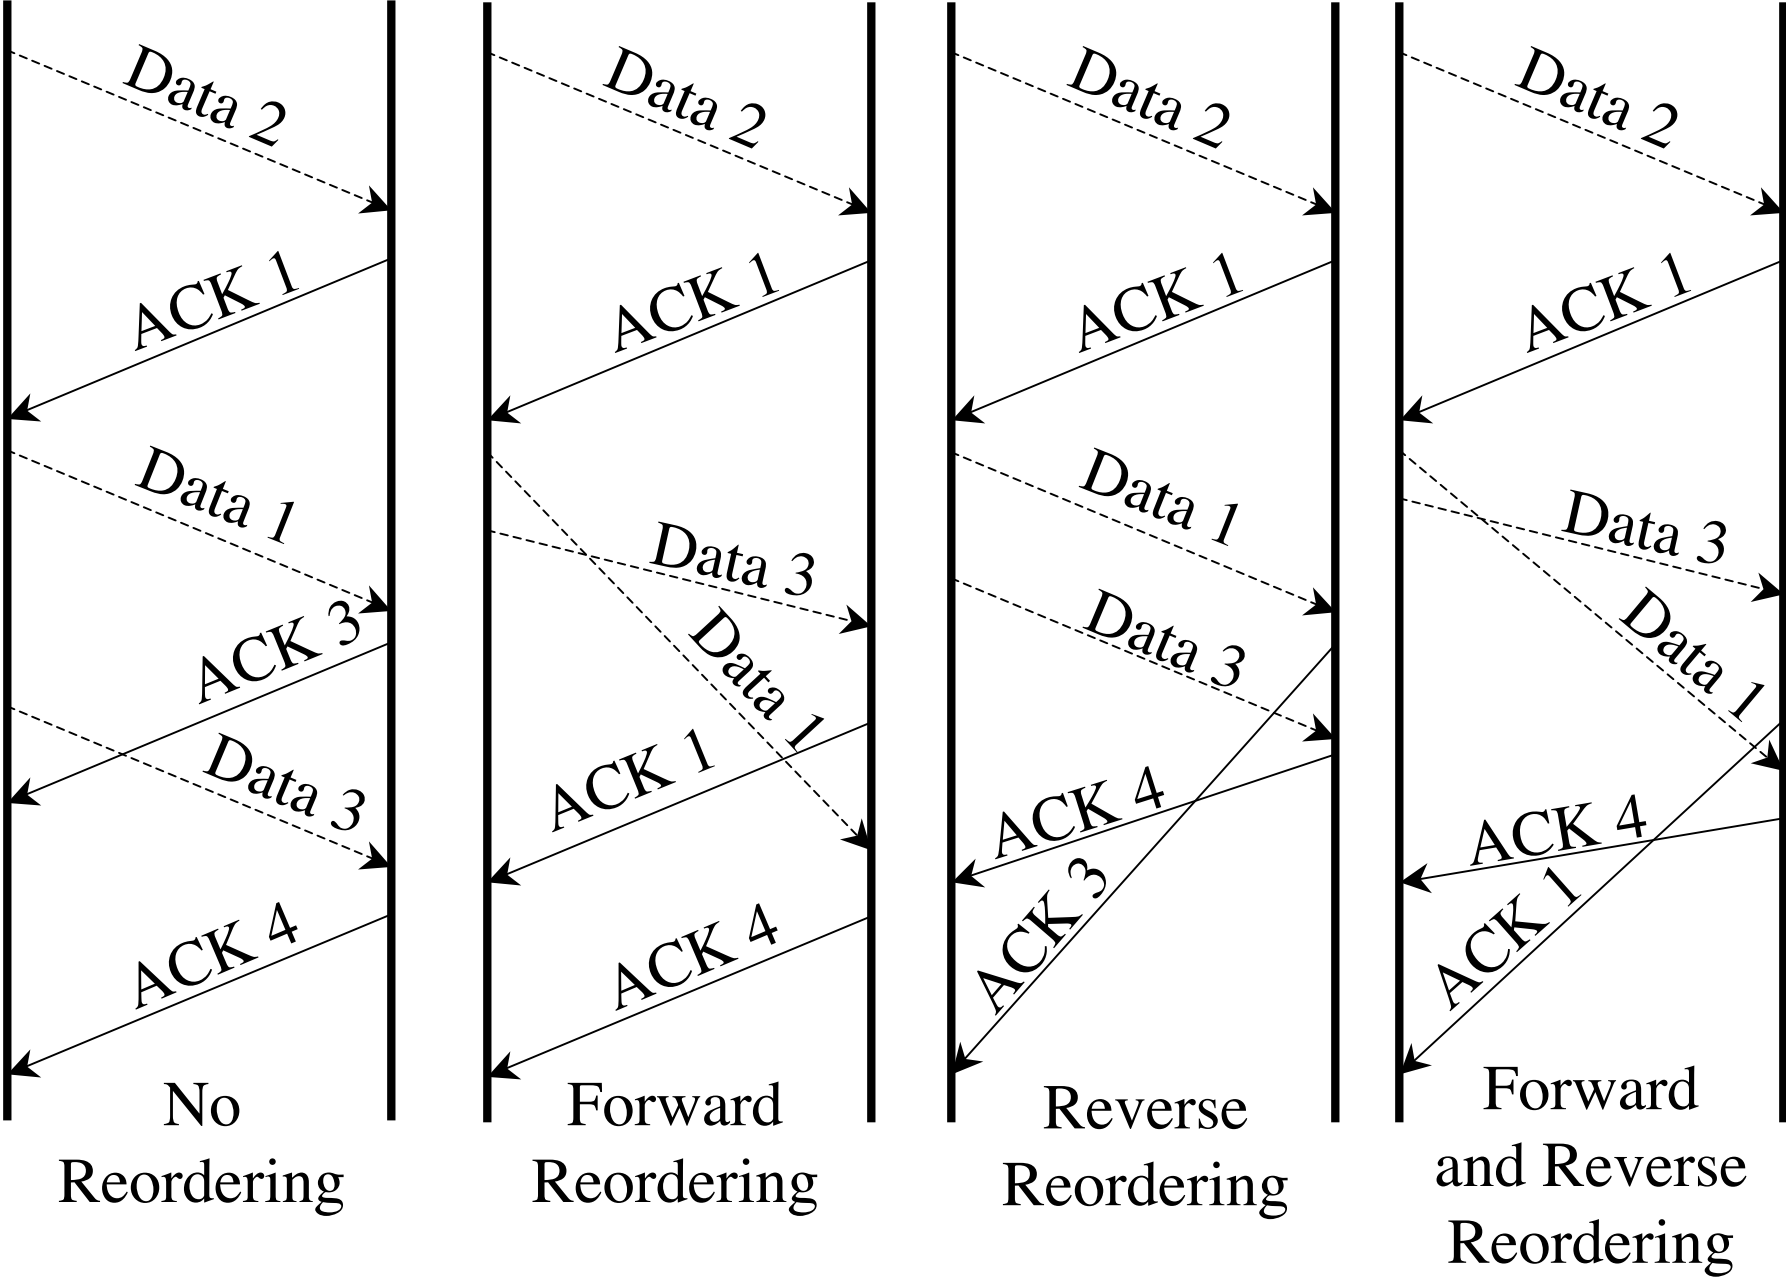 Data 2
ACK 1
Data 1
ACK 3
Data 3
ACK 4
No
Reordering
Data 2
ACK 1
Data 3
Data 1
ACK 1
ACK 4
Forward
Reordering
Data 2
ACK 1
Data 1
Data 3
ACK 4
ACK 3
Reverse
Reordering
Data 2
ACK 1
Data 3
Data 1
ACK 4
ACK 1
Forward
and Reverse
Reordering